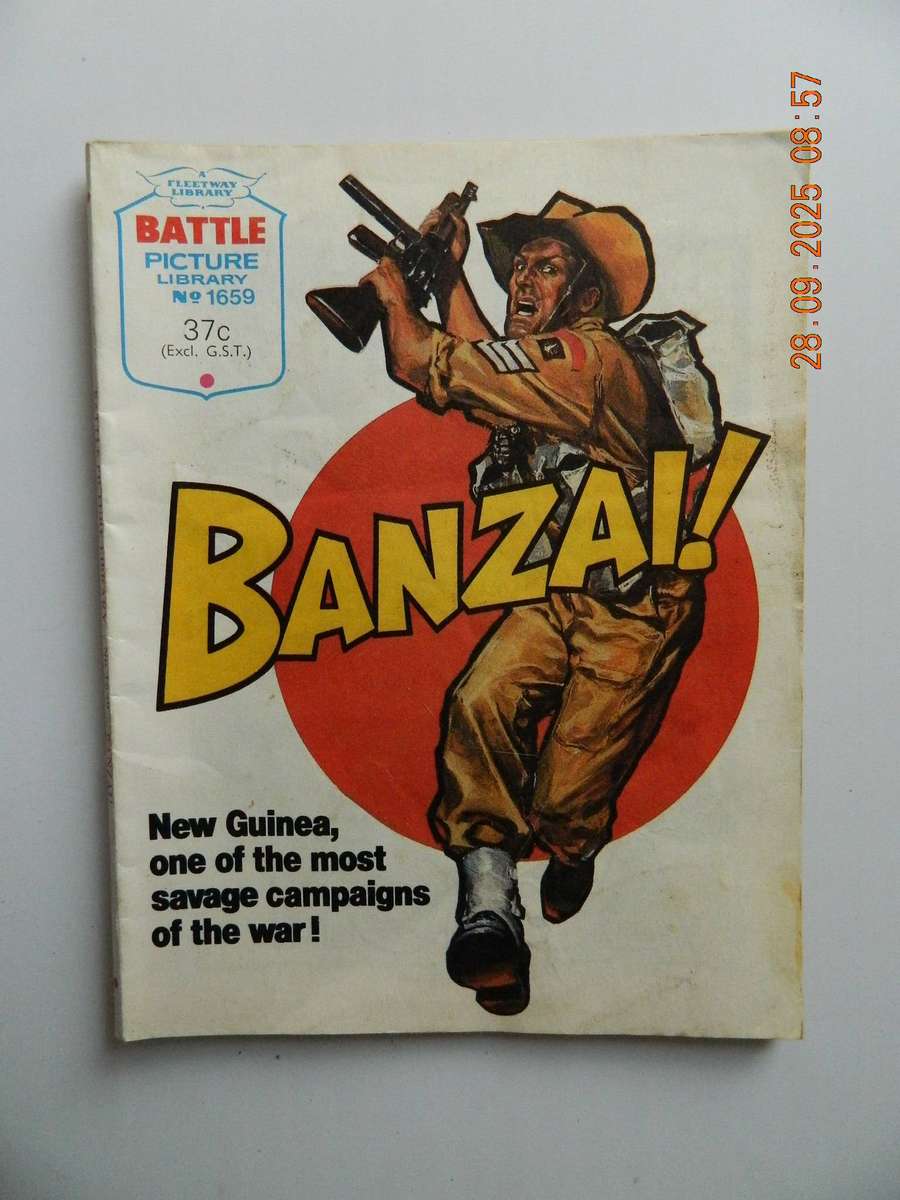 A
FLEETWAY
LIBRARY
BATTLE
PICTURE
LIBRARY
Nº 1659
37c
(Excl. G.S.T.)
BANZAI!
New Guinea,
one of the most
savage campaigns
of the war!
28.09.2025 08:57